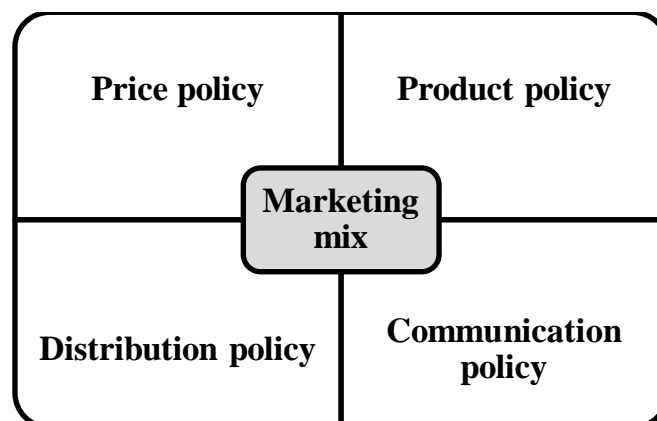 Price policy
Product policy
Marketing
mix
Distribution policy
Communication
policy